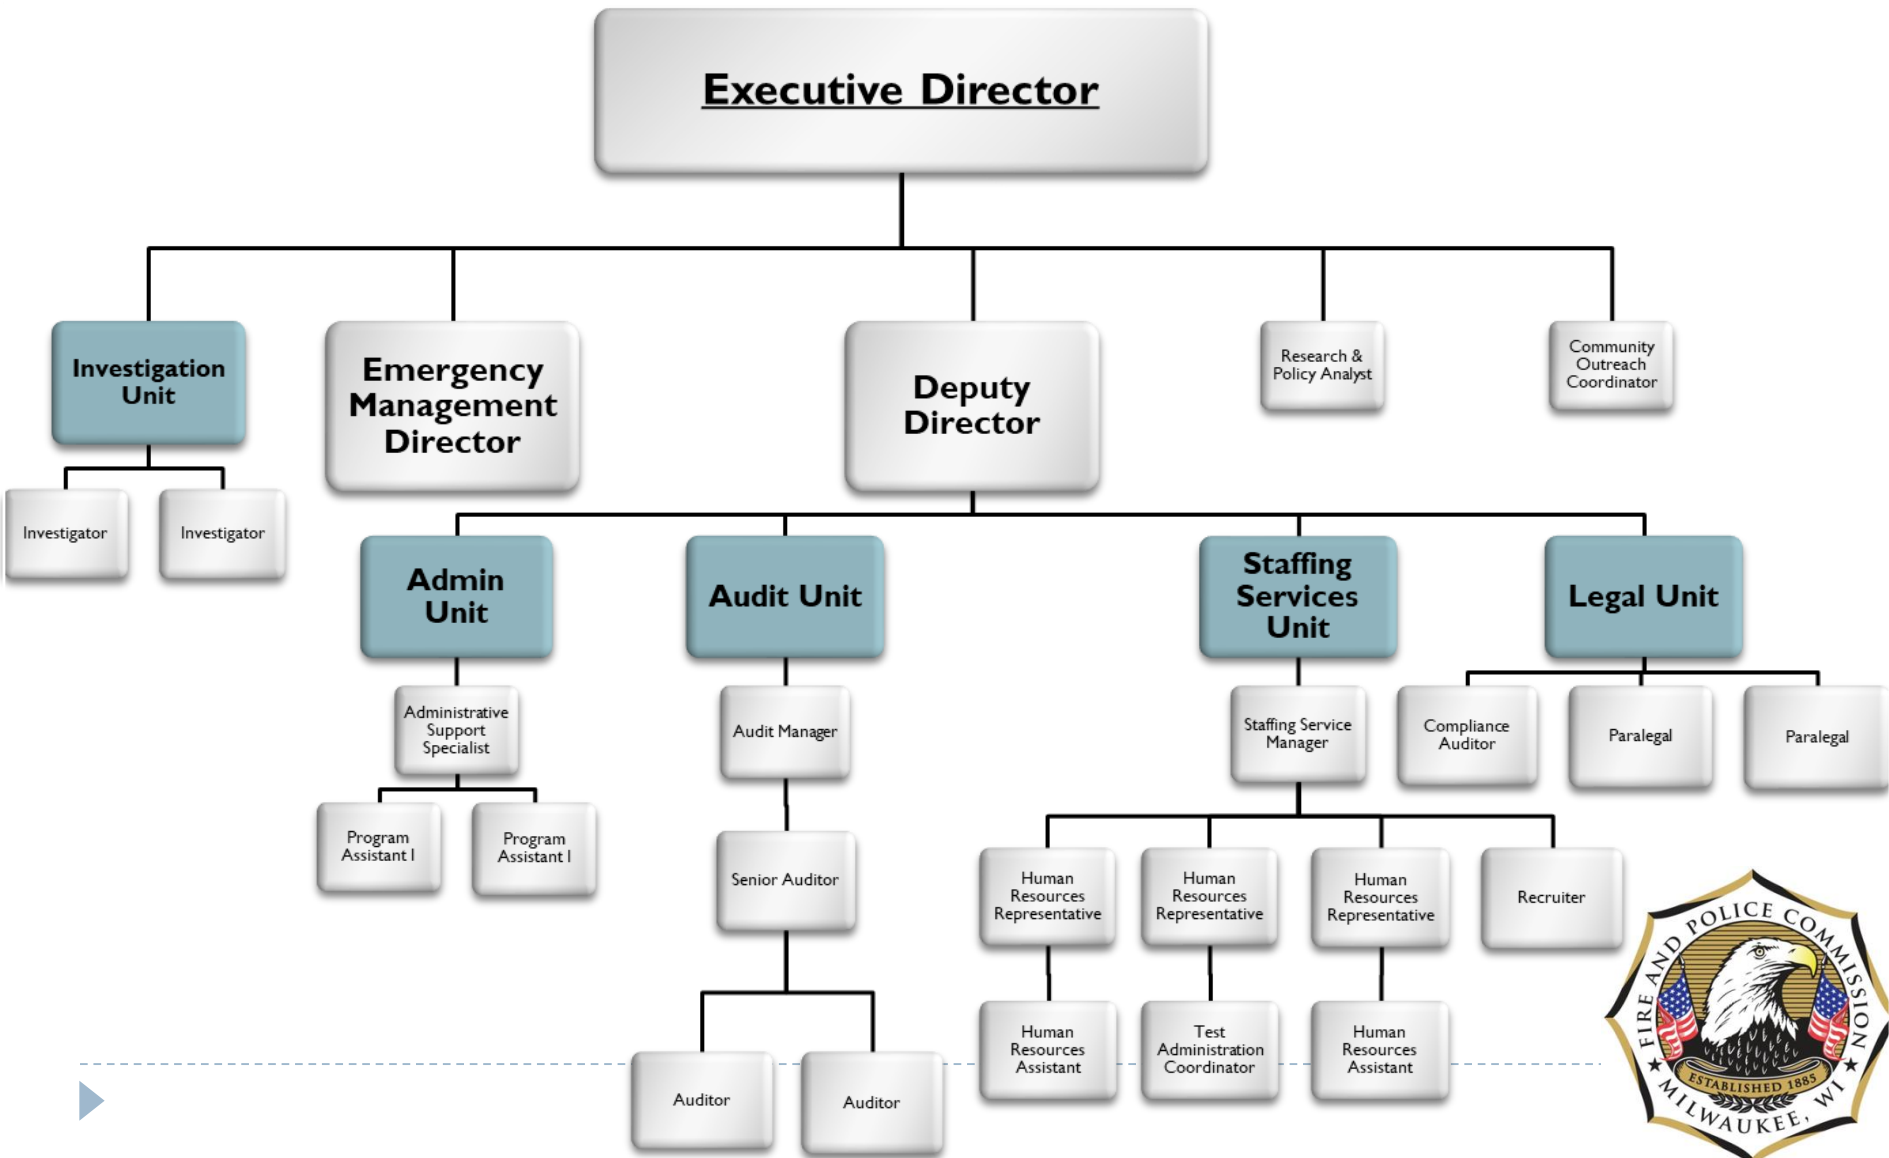 Executive Director
Investigation
Unit
Emergency
Management
Director
Deputy
Director
Research &
Policy Analyst
Community
Outreach
Coordinator
Investigator
Investigator
Admin
Unit
Audit Unit
Staffing
Services
Unit
Legal Unit
Administrative
Support
Specialist
Audit Manager
Staffing Service
Manager
Compliance
Auditor
Paralegal
Paralegal
Program
Assistant I
Program
Assistant I
Senior Auditor
Human
Resources
Representative
Human
Resources
Representative
Human
Resources
Representative
Recruiter
Human
Resources
Assistant
Test
Administration
Coordinator
Human
Resources
Assistant
Auditor
Auditor
FIRE AND POLICE COMMISSION
ESTABLISHED 1885
MILWAUKEE, WI